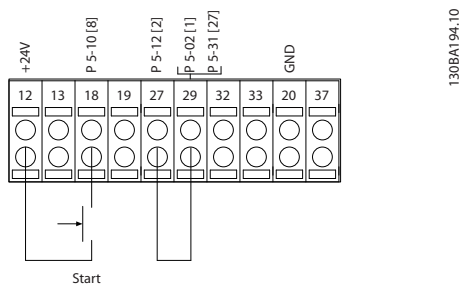 +24V
P 5-10 [8]
P 5-12 [2]
P 5-02 [1]
P 5-31 [27]
GND
130BA194.10
12 13 18 19 27 29 32 33 20 37
Start